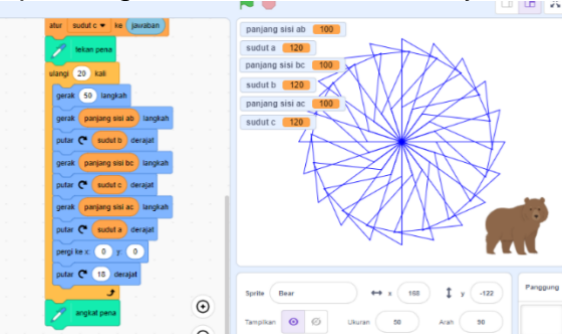 atur sudut c ke jawaban
tekan pena
ulangi 20 kali
gerak 50 langkah
gerak panjang sisi ab langkah
putar sudut b derajat
gerak panjang sisi bc langkah
putar sudut c derajat
gerak panjang sisi ac langkah
putar sudut a derajat
pergi ke x: 0 y: 0
putar 18 derajat
angkat pena
panjang sisi ab 100
sudut a 120
panjang sisi bc 100
sudut b 120
panjang sisi ac 100
sudut c 120
Sprite Bear x 168 y -122
Tampilkan Ukuran 50 Arah 90
Panggung